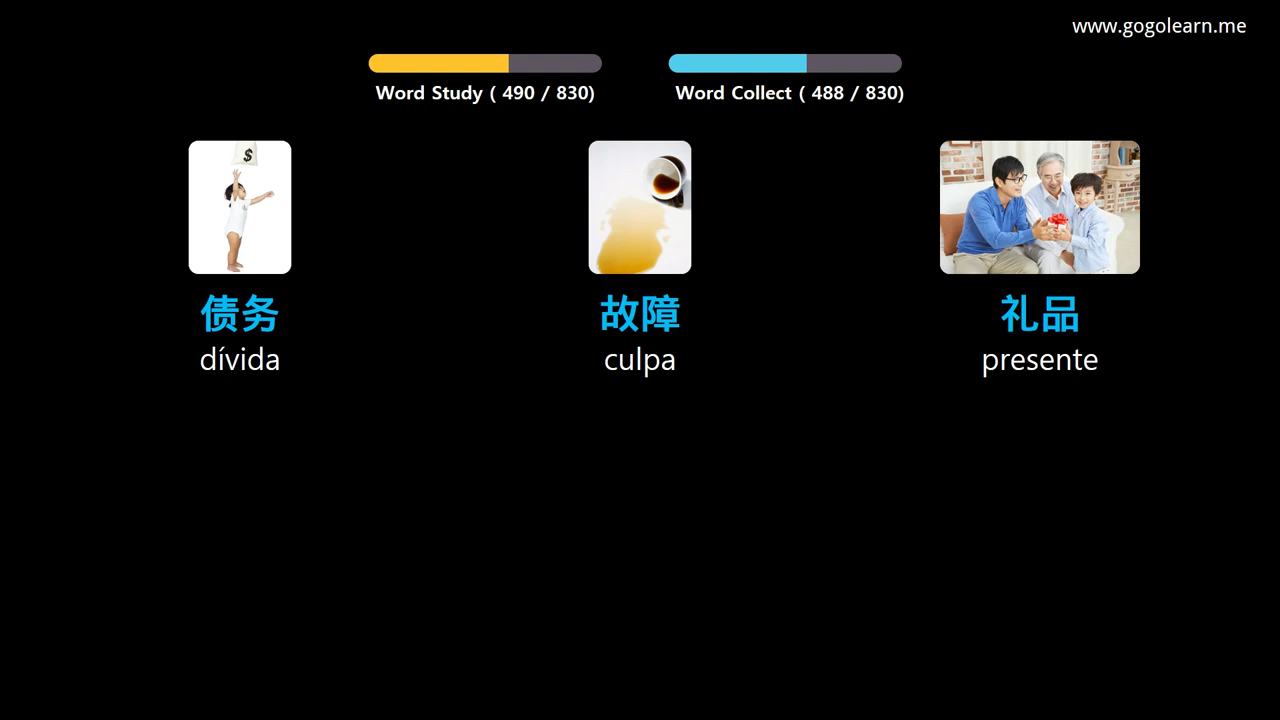 www.gogolearn.me
Word Study ( 490 / 830)
Word Collect ( 488 / 830)
$
债务
故障
礼品
dívida
culpa
presente